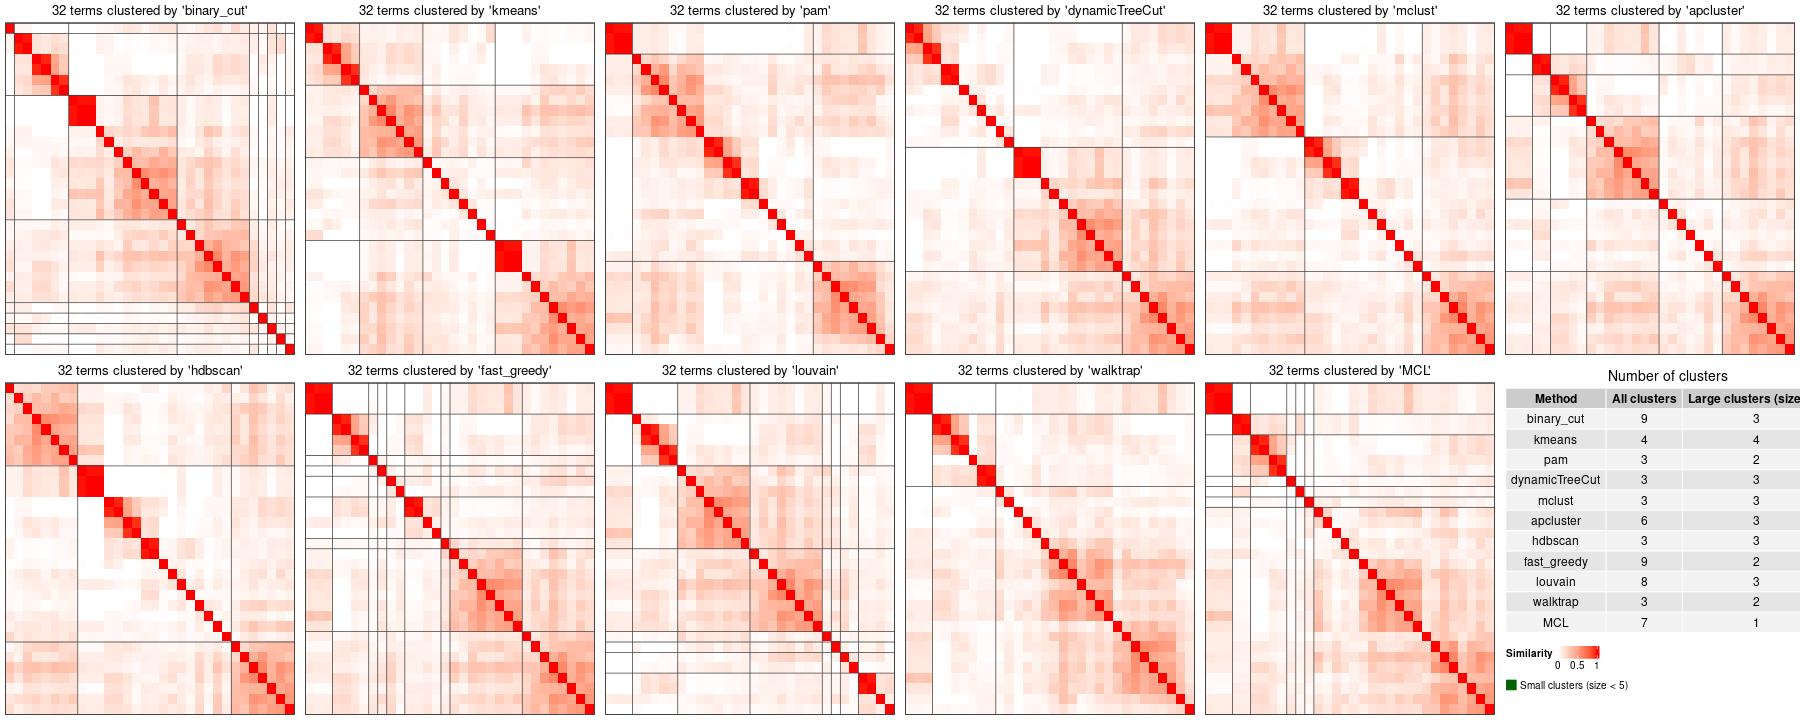 32 terms clustered by 'binary_cut'
32 terms clustered by 'kmeans'
32 terms clustered by 'pam'
32 terms clustered by 'dynamicTreeCut'
32 terms clustered by 'mclust'
32 terms clustered by 'apcluster'
32 terms clustered by 'hdbscan'
32 terms clustered by 'fast_greedy'
32 terms clustered by 'louvain'
32 terms clustered by 'walktrap'
32 terms clustered by 'MCL'
Number of clusters
Method All clusters Large clusters (size
binary_cut 9 3
kmeans 4 4
pam 3 2
dynamicTreeCut 3 3
mclust 3 3
apcluster 6 3
hdbscan 3 3
fast_greedy 9 2
louvain 8 3
walktrap 3 2
MCL 7 1
Similarity
0 0.5 1
Small clusters (size < 5)